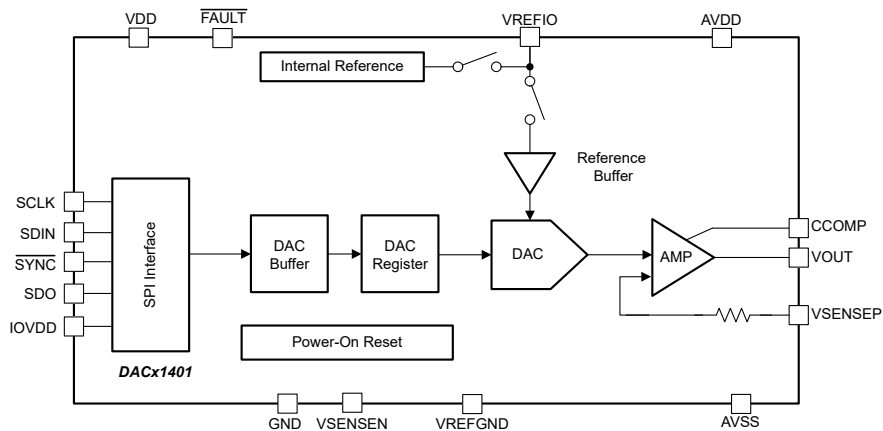 VDD
FAULT
VREFIO
AVDD
Internal Reference
Reference
Buffer
SCLK
SDIN
SYNC
SDO
IOVDD
SPI Interface
DAC
Buffer
DAC
Register
DAC
AMP
CCOMP
VOUT
VSENSEP
Power-On Reset
DACx1401
GND
VSENSEN
VREFGND
AVSS